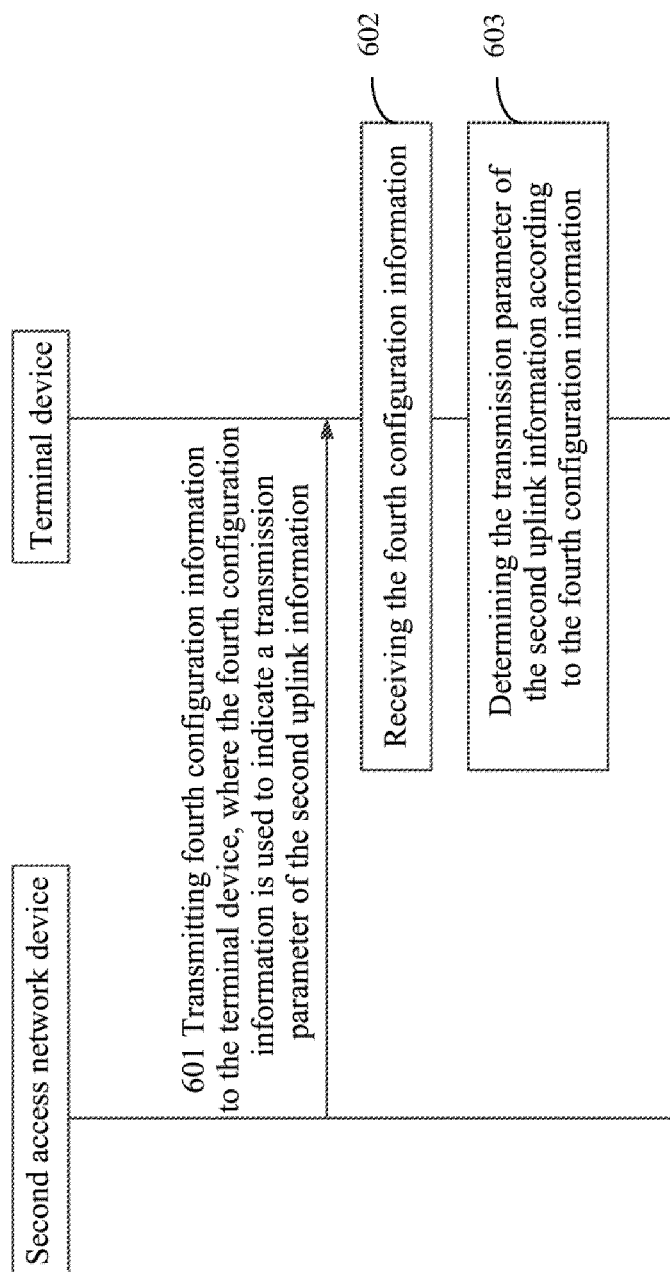 Second access network device
Terminal device
601 Transmitting fourth configuration information
to the terminal device, where the fourth configuration
information is used to indicate a transmission
parameter of the second uplink information
Receiving the fourth configuration information
602
Determining the transmission parameter of
the second uplink information according
to the fourth configuration information
603